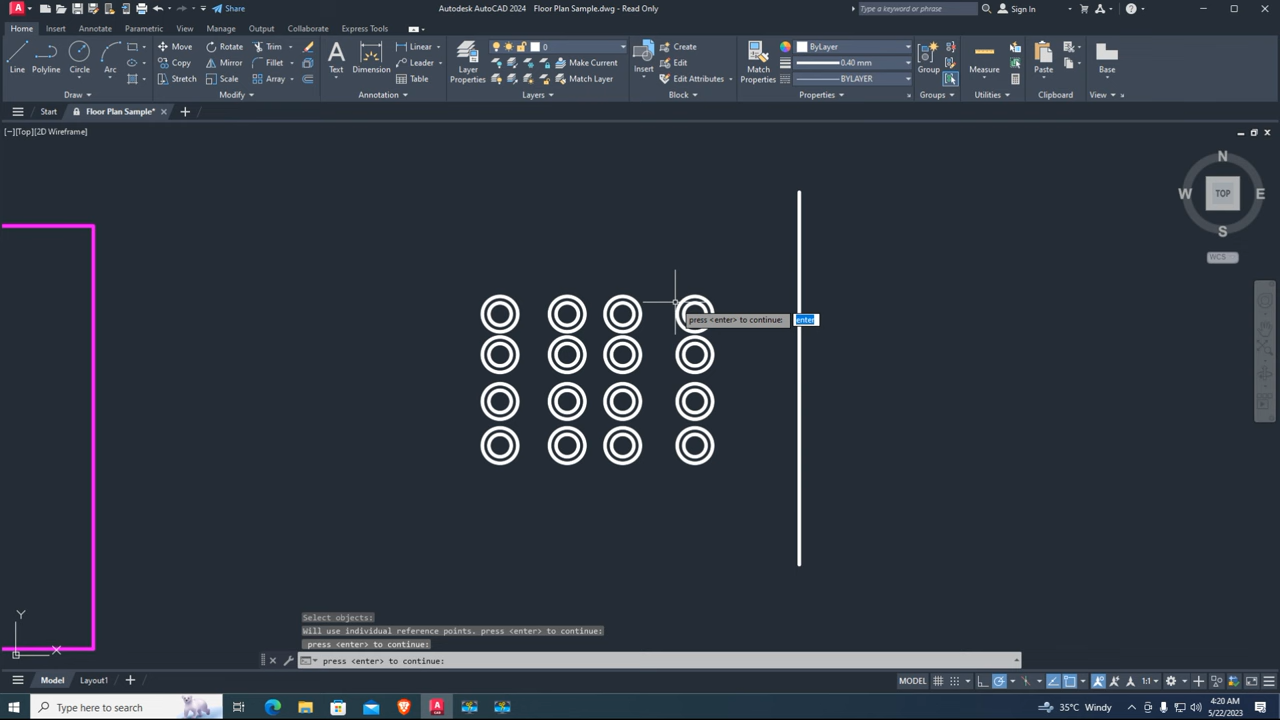 Share
Autodesk AutoCAD 2024 Floor Plan Sample.dwg - Read Only
Type a keyword or phrase
Sign In
Home Insert Annotate Parametric View Manage Output Collaborate Express Tools
Line Polyline Circle Arc
Move Rotate Trim
Copy Mirror Fillet
Stretch Scale Array
Text Dimension
Linear
Leader
Table
Layer Properties
0
Make Current
Match Layer
Insert
Create
Edit
Edit Attributes
Match Properties
ByLayer
0.40 mm
BYLAYER
Group Measure Paste Base
Draw Modify Annotation Layers Block Properties Groups Utilities Clipboard View
Start Floor Plan Sample*
[−][Top][2D Wireframe]
N
W TOP E
S
WCS
press <enter> to continue: enter
Y
X
Select objects:
Will use individual reference points, press <enter> to continue:
press <enter> to continue:
press <enter> to continue:
Model Layout1
MODEL 1:1
Type here to search
35°C Windy
4:20 AM
5/22/2023